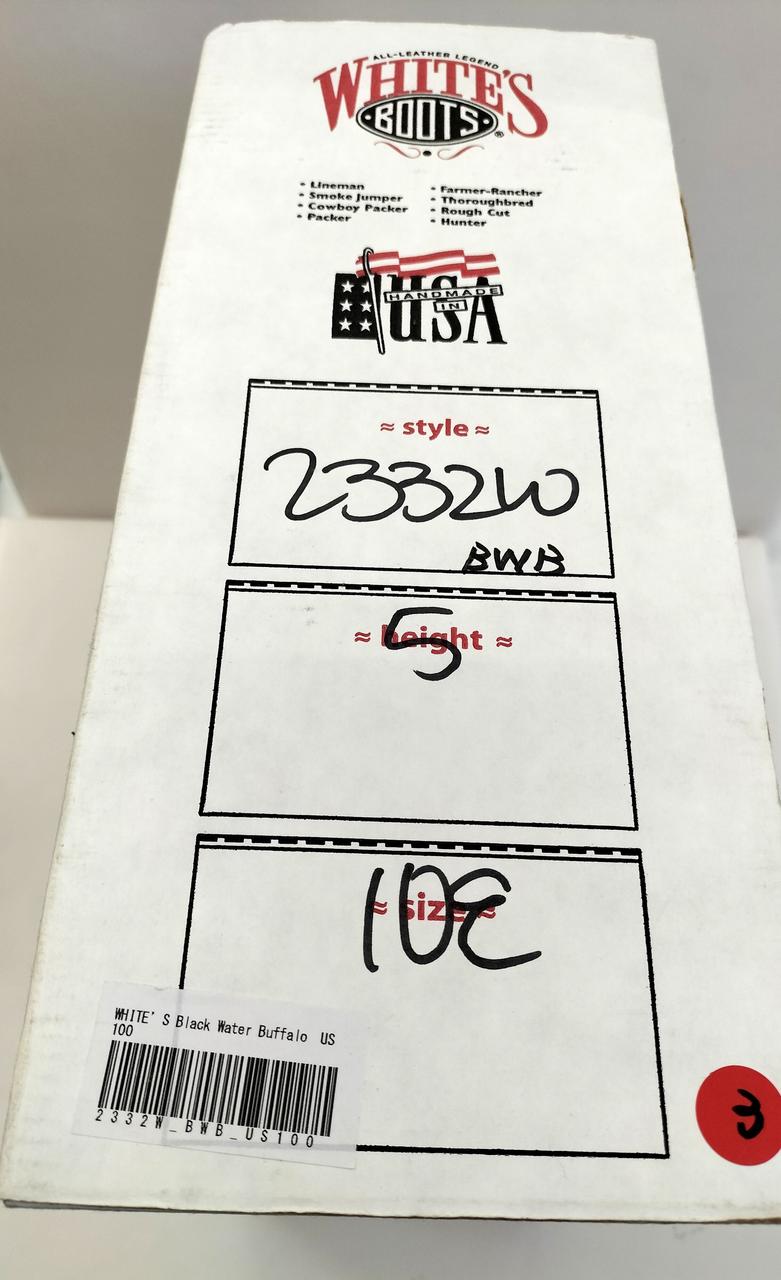 ALL-LEATHER LEGEND
WHITE'S
BOOTS®
• Lineman
• Smoke Jumper
• Cowboy Packer
• Packer
• Farmer-Rancher
• Thoroughbred
• Rough Cut
• Hunter
HANDMADE
IN
USA
≈ style ≈
2332W
BWB
≈ height ≈
5
≈ size ≈
10E
WHITE'S Black Water Buffalo US
100
2332W_BWB_US100
3